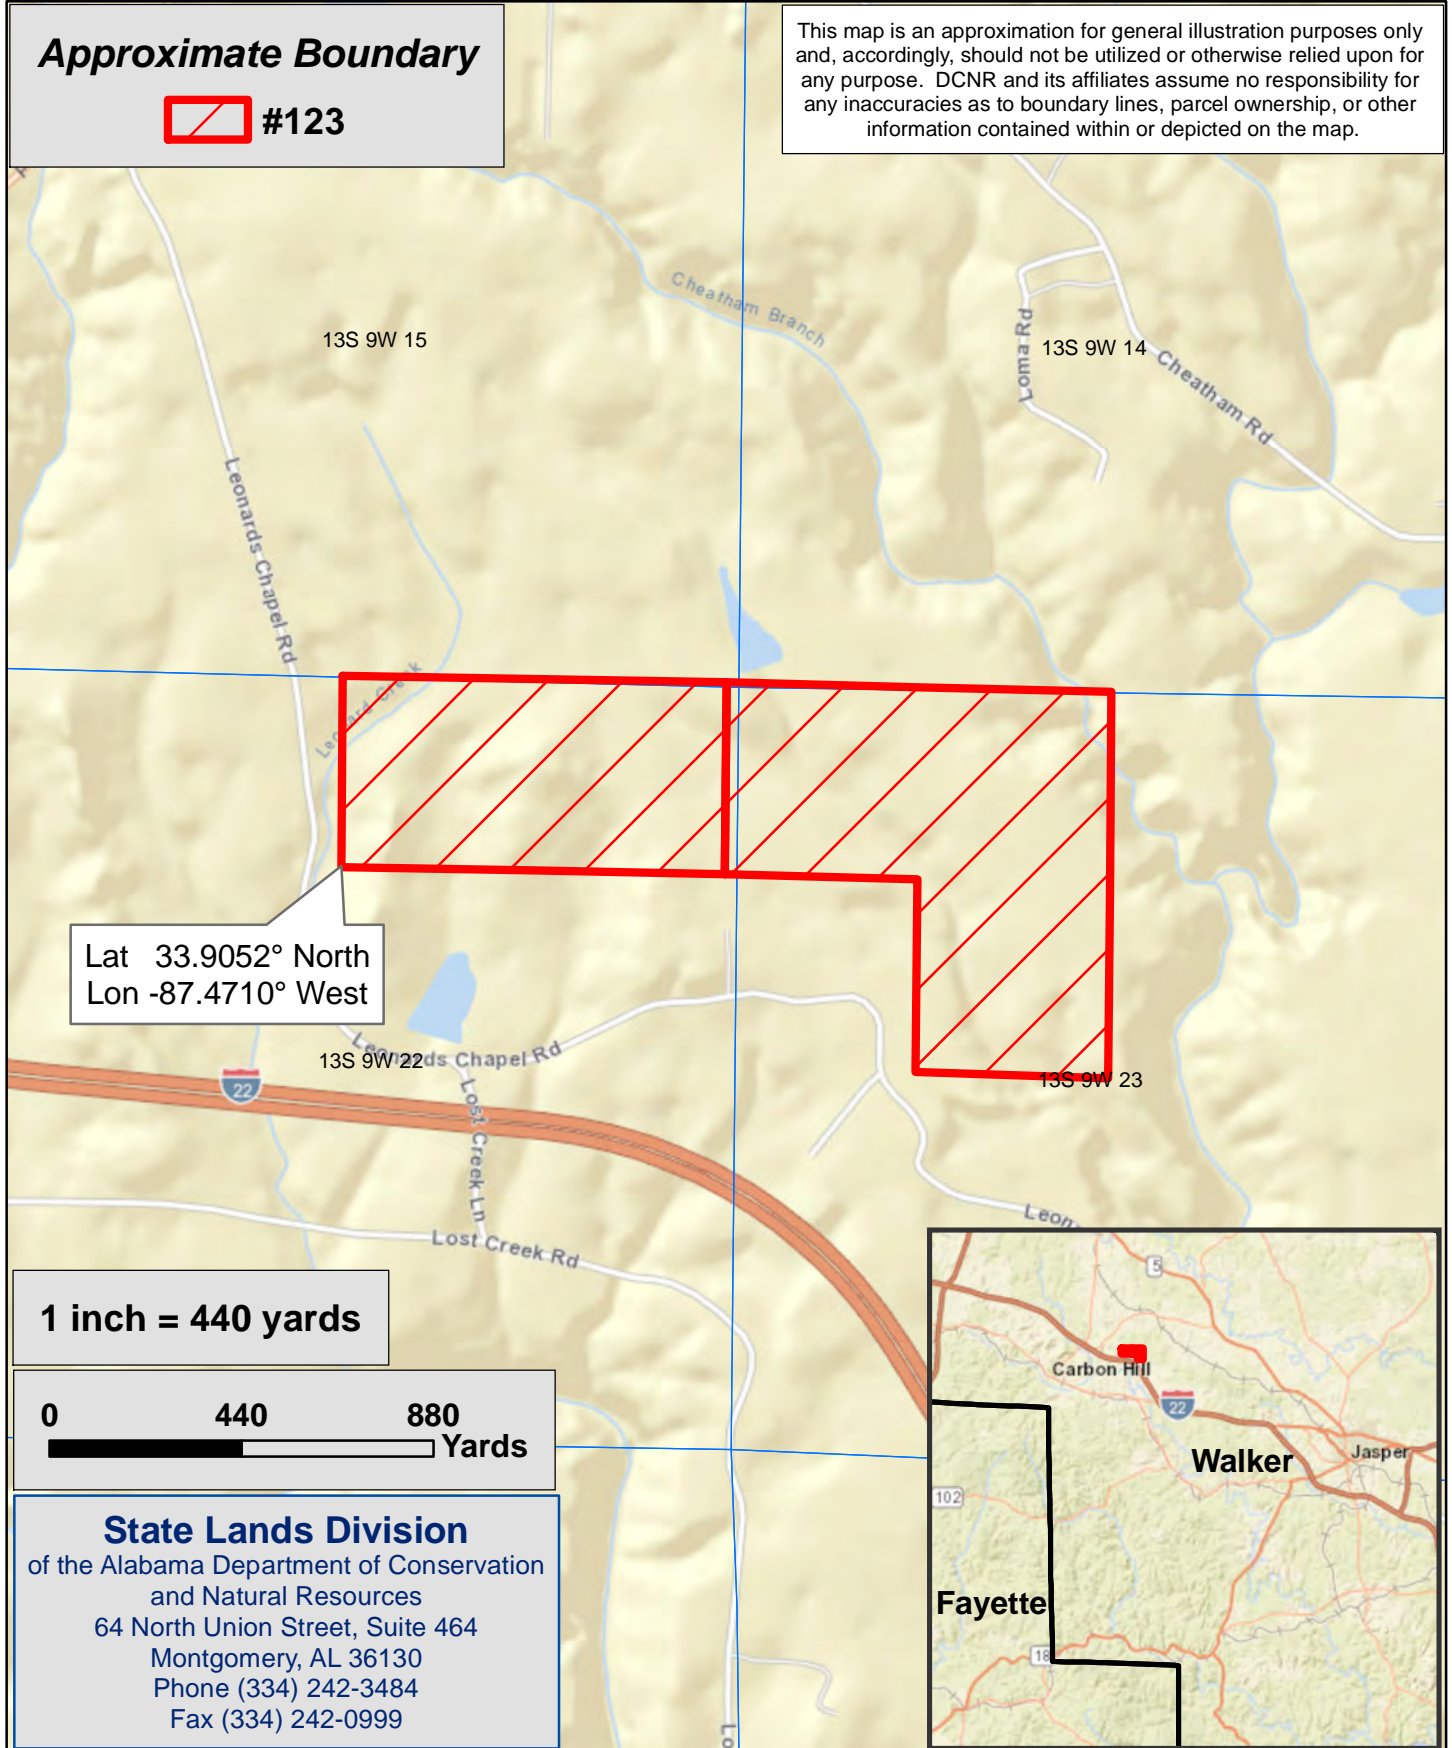 Approximate Boundary
#123
This map is an approximation for general illustration purposes only
and, accordingly, should not be utilized or otherwise relied upon for
any purpose. DCNR and its affiliates assume no responsibility for
any inaccuracies as to boundary lines, parcel ownership, or other
information contained within or depicted on the map.
Cheatham Branch
13S 9W 15
Loma Rd
13S 9W 14
Cheatham Rd
Leonards Chapel Rd
Leonard Creek
Lat 33.9052° North
Lon -87.4710° West
Leonards Chapel Rd
13S 9W 22
22
13S 9W 23
Lost Creek Ln
Lost Creek Rd
Leon
1 inch = 440 yards
0 440 880
Yards
State Lands Division
of the Alabama Department of Conservation
and Natural Resources
64 North Union Street, Suite 464
Montgomery, AL 36130
Phone (334) 242-3484
Fax (334) 242-0999
Lo
5
Carbon Hill
22
Walker
Jasper
102
Fayette
18